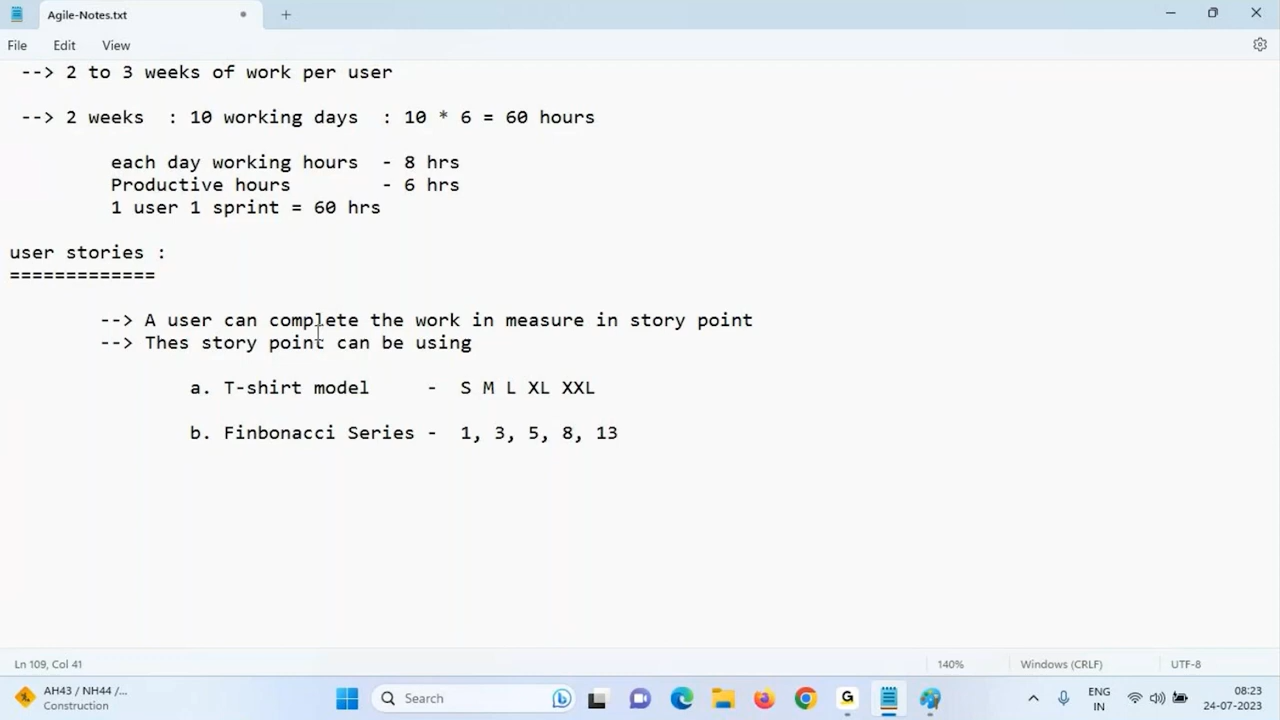 Agile-Notes.txt
File Edit View
--> 2 to 3 weeks of work per user
--> 2 weeks : 10 working days : 10 * 6 = 60 hours
each day working hours - 8 hrs
Productive hours - 6 hrs
1 user 1 sprint = 60 hrs
user stories :
=============
--> A user can complete the work in measure in story point
--> Thes story point can be using
a. T-shirt model - S M L XL XXL
b. Finbonacci Series - 1, 3, 5, 8, 13
Ln 109, Col 41 140% Windows (CRLF) UTF-8
AH43 / NH44 /...
Construction
Search
ENG
IN
08:23
24-07-2023